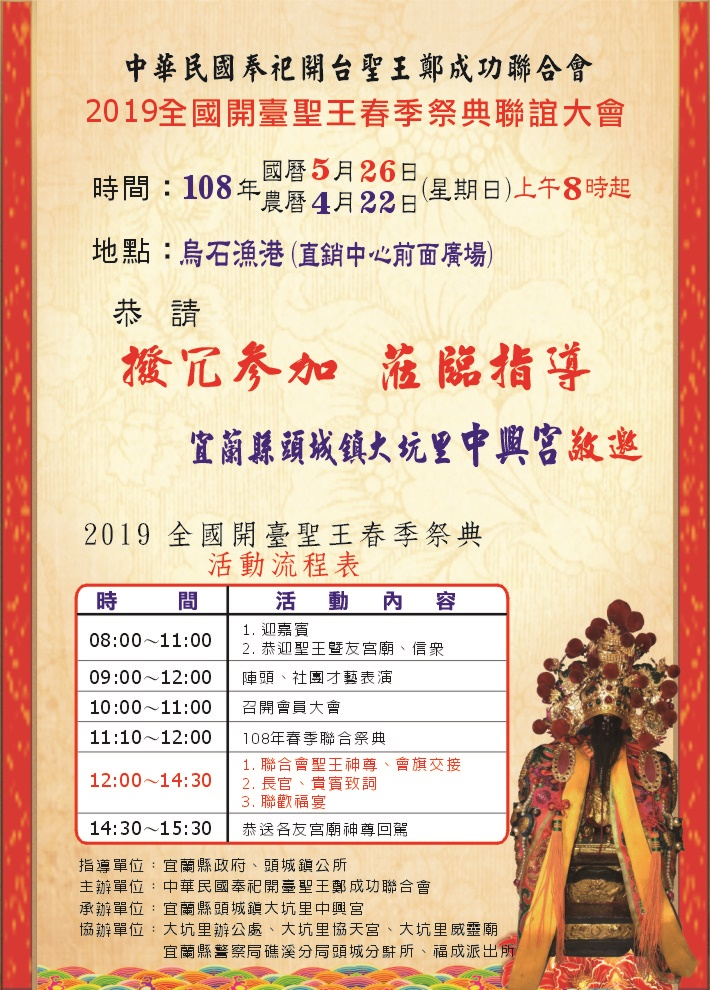 中華民國奉祀開台聖王鄭成功聯合會
2019全國開臺聖王春季祭典聯誼大會
時間：108年國曆5月26日(星期日)上午8時起
農曆4月22日
地點：烏石漁港(直銷中心前面廣場)
恭 請
撥冗參加 蒞臨指導
宜蘭縣頭城鎮大坑里中興宮敬邀
2019 全國開臺聖王春季祭典
活動流程表
時 間 活 動 內 容
08:00～11:00 1. 迎嘉賓
2. 恭迎聖王暨友宮廟、信眾
09:00～12:00 陣頭、社團才藝表演
10:00～11:00 召開會員大會
11:10～12:00 108年春季聯合祭典
12:00～14:30 1. 聯合會聖王神尊、會旗交接
2. 長官、貴賓致詞
3. 聯歡福宴
14:30～15:30 恭送各友宮廟神尊回駕
指導單位：宜蘭縣政府、頭城鎮公所
主辦單位：中華民國奉祀開臺聖王鄭成功聯合會
承辦單位：宜蘭縣頭城鎮大坑里中興宮
協辦單位：大坑里辦公處、大坑里協天宮、大坑里威靈廟
宜蘭縣警察局礁溪分局頭城分駐所、福成派出所